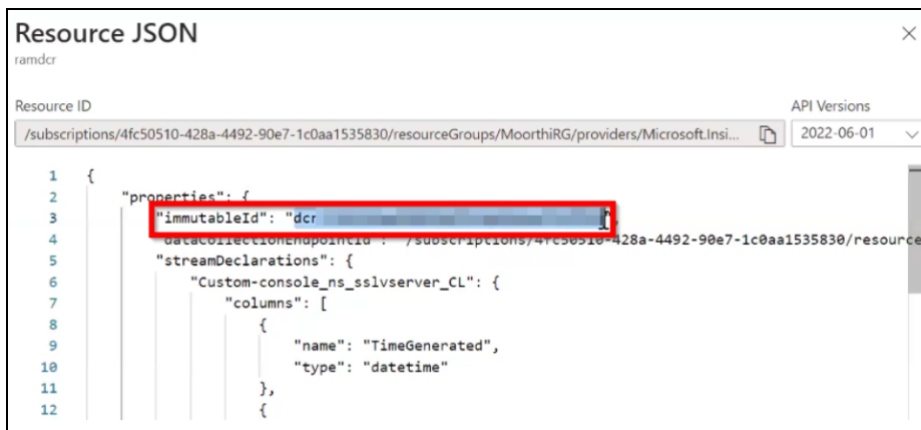 Resource JSON
ramdcr
Resource ID
API Versions
/subscriptions/4fc50510-428a-4492-90e7-1c0aa1535830/resourceGroups/MoorthiRG/providers/Microsoft.Insi...
2022-06-01
1 {
2 "properties": {
3 "immutableId": "dcr ",
4 "dataCollectionEndpointId": "/subscriptions/4fc50510-428a-4492-90e7-1c0aa1535830/resource
5 "streamDeclarations": {
6 "Custom-console_ns_sslvserver_CL": {
7 "columns": [
8 {
9 "name": "TimeGenerated",
10 "type": "datetime"
11 },
12 {